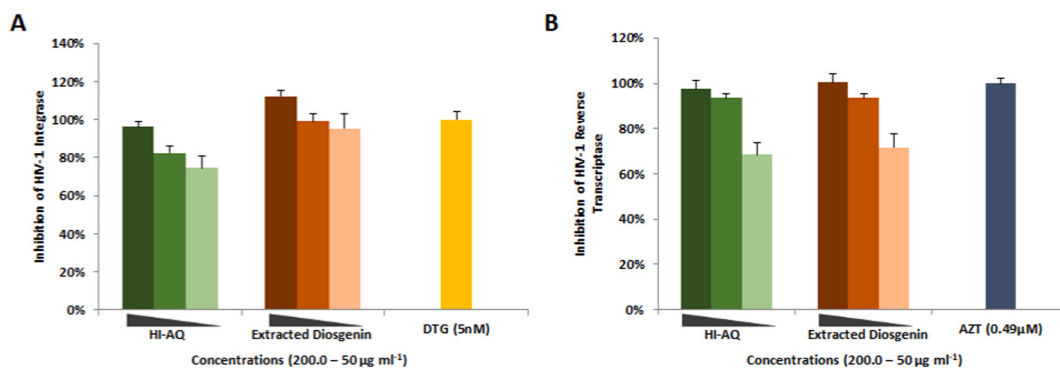 A
Inhibition of HIV-1 Integrase
140%
120%
100%
80%
60%
40%
20%
0%
HI-AQ
Extracted Diosgenin
DTG (5nM)
Concentrations (200.0 – 50 µg ml-1)
B
Inhibition of HIV-1 Reverse
Transcriptase
120%
100%
80%
60%
40%
20%
0%
HI-AQ
Extracted Diosgenin
AZT (0.49µM)
Concentrations (200.0 – 50 µg ml-1)